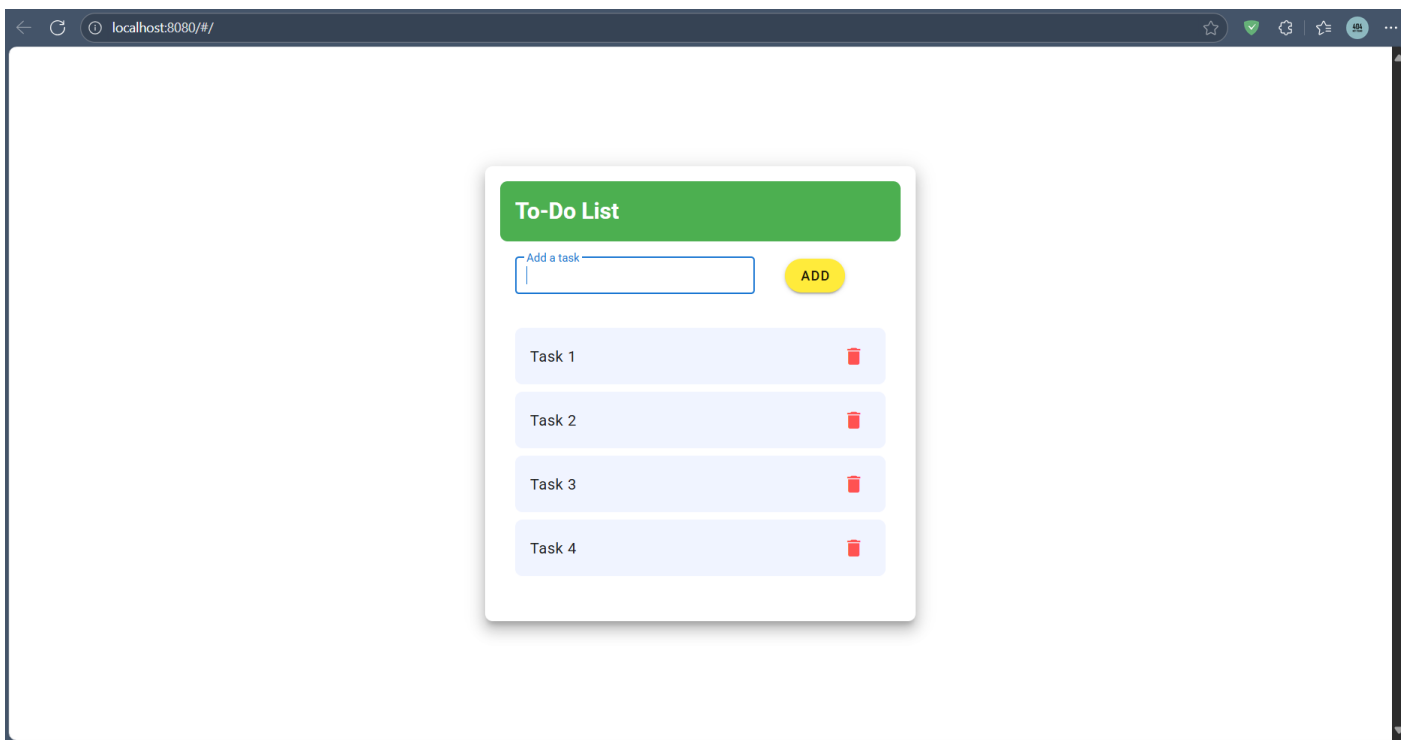 localhost:8080/#/
To-Do List
Add a task
ADD
Task 1
Task 2
Task 3
Task 4